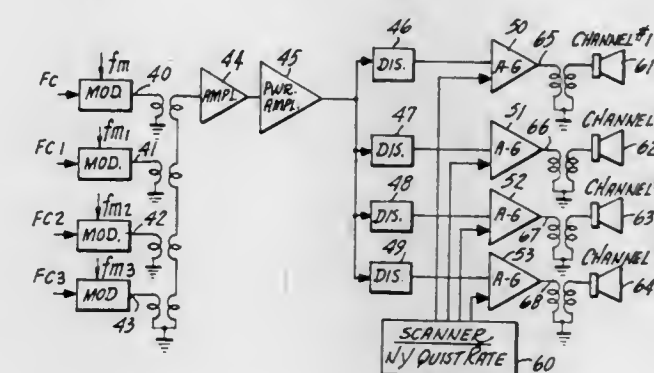 fm
FC
MOD.
40
fm1
FC1
MOD.
41
fm2
FC2
MOD.
42
fm3
FC3
MOD
43
44
AMPL.
45
PWR.
AMPL.
46
DIS.
47
DIS.
48
DIS.
49
DIS.
50
A-G
65
51
A-G
66
52
A-G
67
53
A-G
68
CHANNEL #1
61
CHANNEL
62
CHANNEL
63
CHANNEL
64
SCANNER
NYQUIST RATE
60